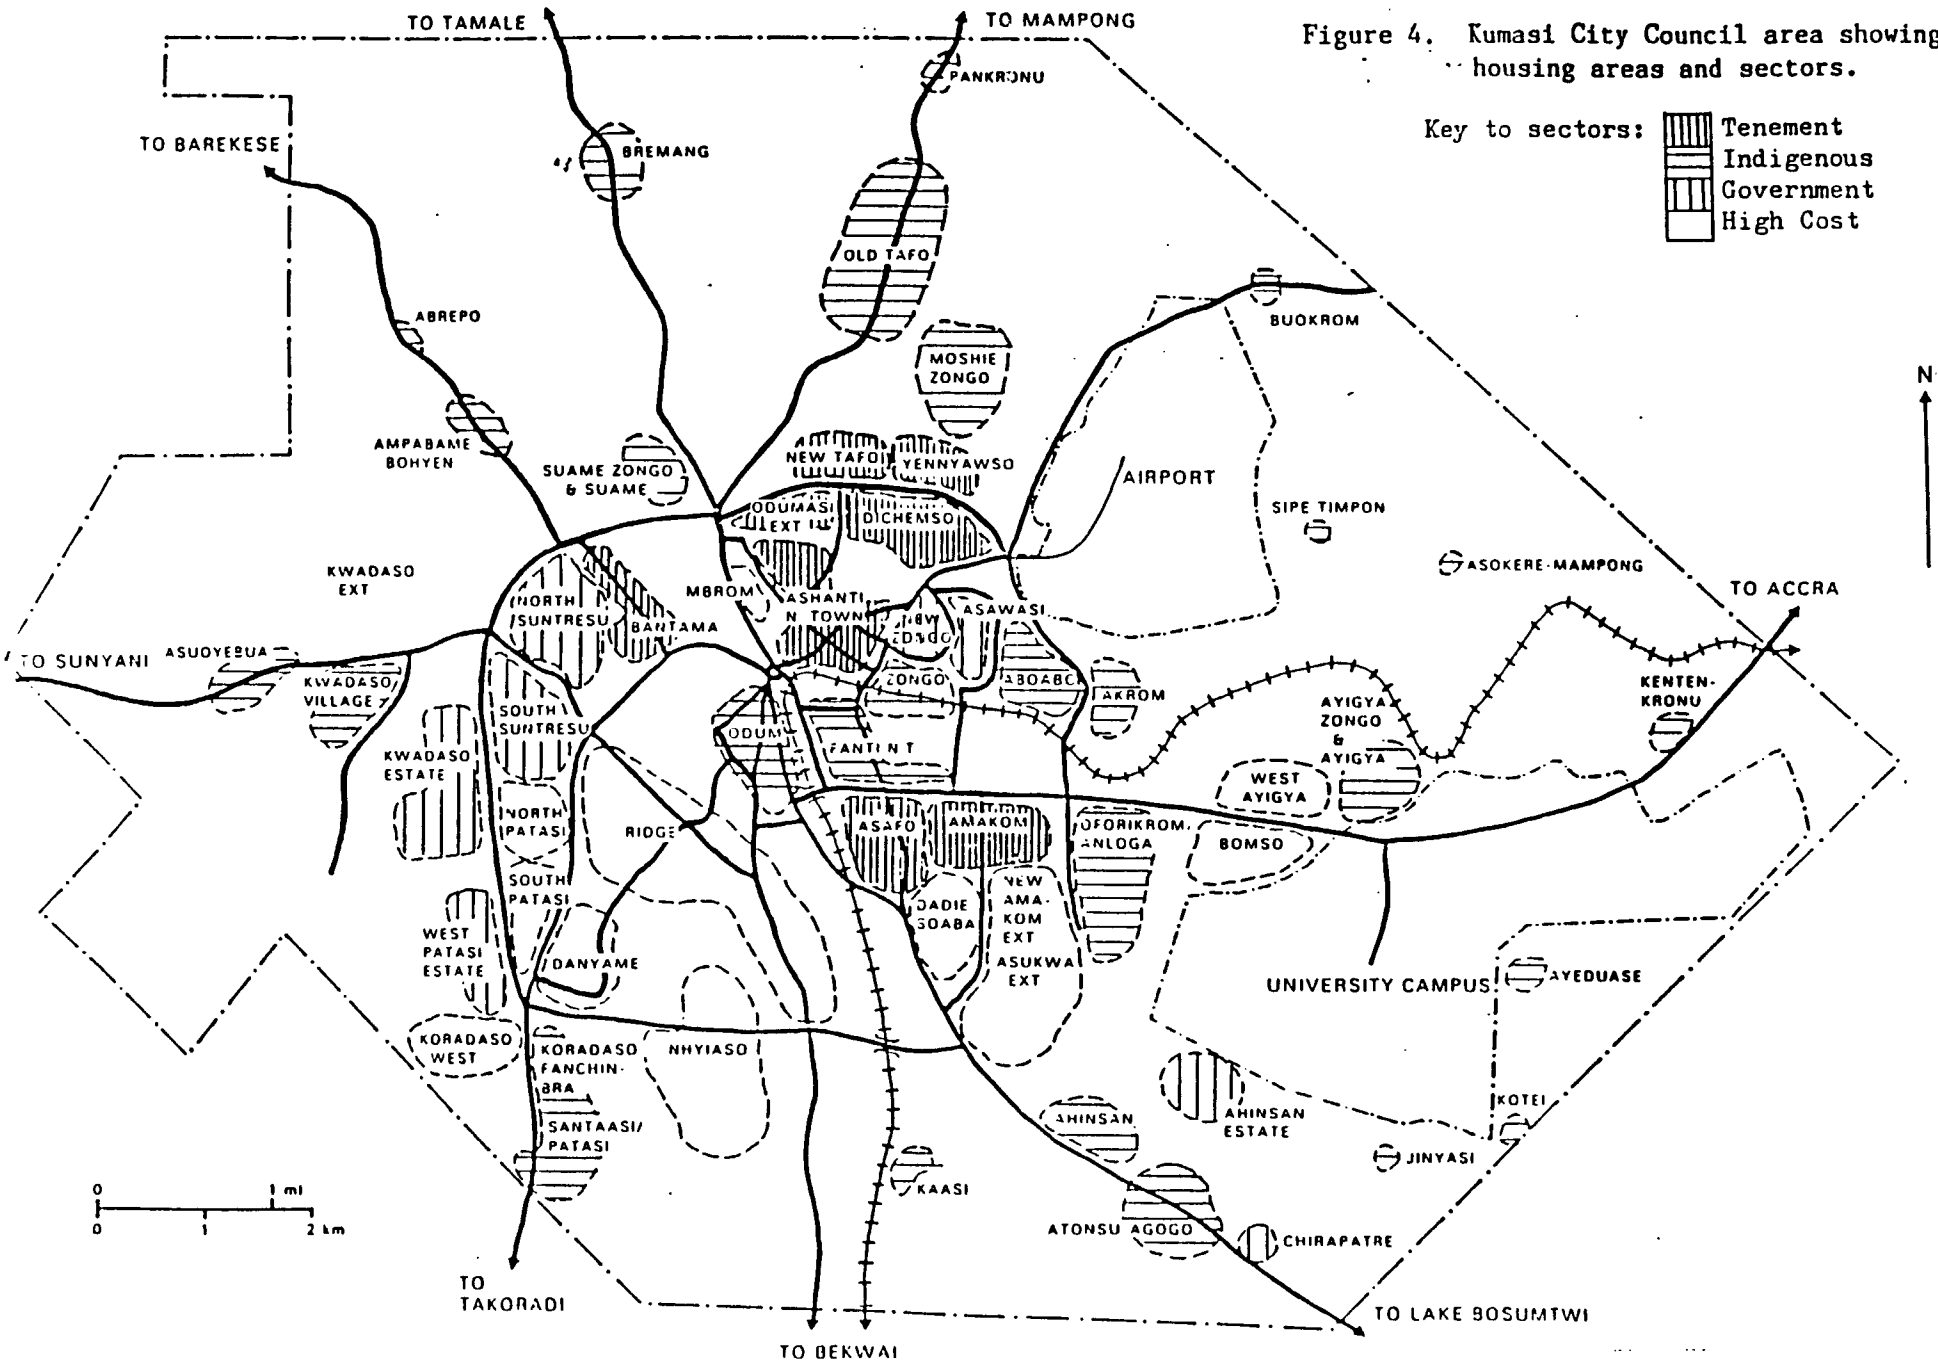 TO TAMALE
TO MAMPONG
Figure 4. Kumasi City Council area showing
housing areas and sectors.
PANKRONU
Key to sectors:
Tenement
Indigenous
Government
High Cost
TO BAREKESE
BREMANG
OLD TAFO
BUOKROM
ABREPO
MOSHIE
ZONGO
N
AMPABAME
BOHYEN
SUAME ZONGO
& SUAME
NEW TAFO
YENNYAWSO
AIRPORT
ODUMASI
EXT
DICHEMSO
SIPE TIMPON
ASOKERE-MAMPONG
KWADASO
EXT
NORTH
SUNTRESU
BANTAMA
MBROM
ASHANTI
N TOWN
NEW
ZONGO
ASAWASI
TO ACCRA
TO SUNYANI
ASUOYEBUA
KWADASO
VILLAGE
ZONGO
ABOABO
AKROM
KENTEN-
KRONU
SOUTH
SUNTRESU
AYIGYA
ZONGO
&
AYIGYA
ODUM
FANTI N T
KWADASO
ESTATE
WEST
AYIGYA
NORTH
PATASI
RIDGE
ASAFO
AMAKOM
OFORIKROM
ANLOGA
BOMSO
SOUTH
PATASI
DADIE
SOABA
NEW
AMA-
KOM
EXT
ASUKWA
EXT
WEST
PATASI
ESTATE
DANYAME
UNIVERSITY CAMPUS
AYEDUASE
KORADASO
WEST
KORADASO
FANCHIN-
BRA
NHYIASO
SANTAASI/
PATASI
AHINSAN
AHINSAN
ESTATE
KOTEI
JINYASI
KAASI
ATONSU AGOGO
CHIRAPATRE
0 1 mi
0 1 2 km
TO
TAKORADI
TO BEKWAI
TO LAKE BOSUMTWI